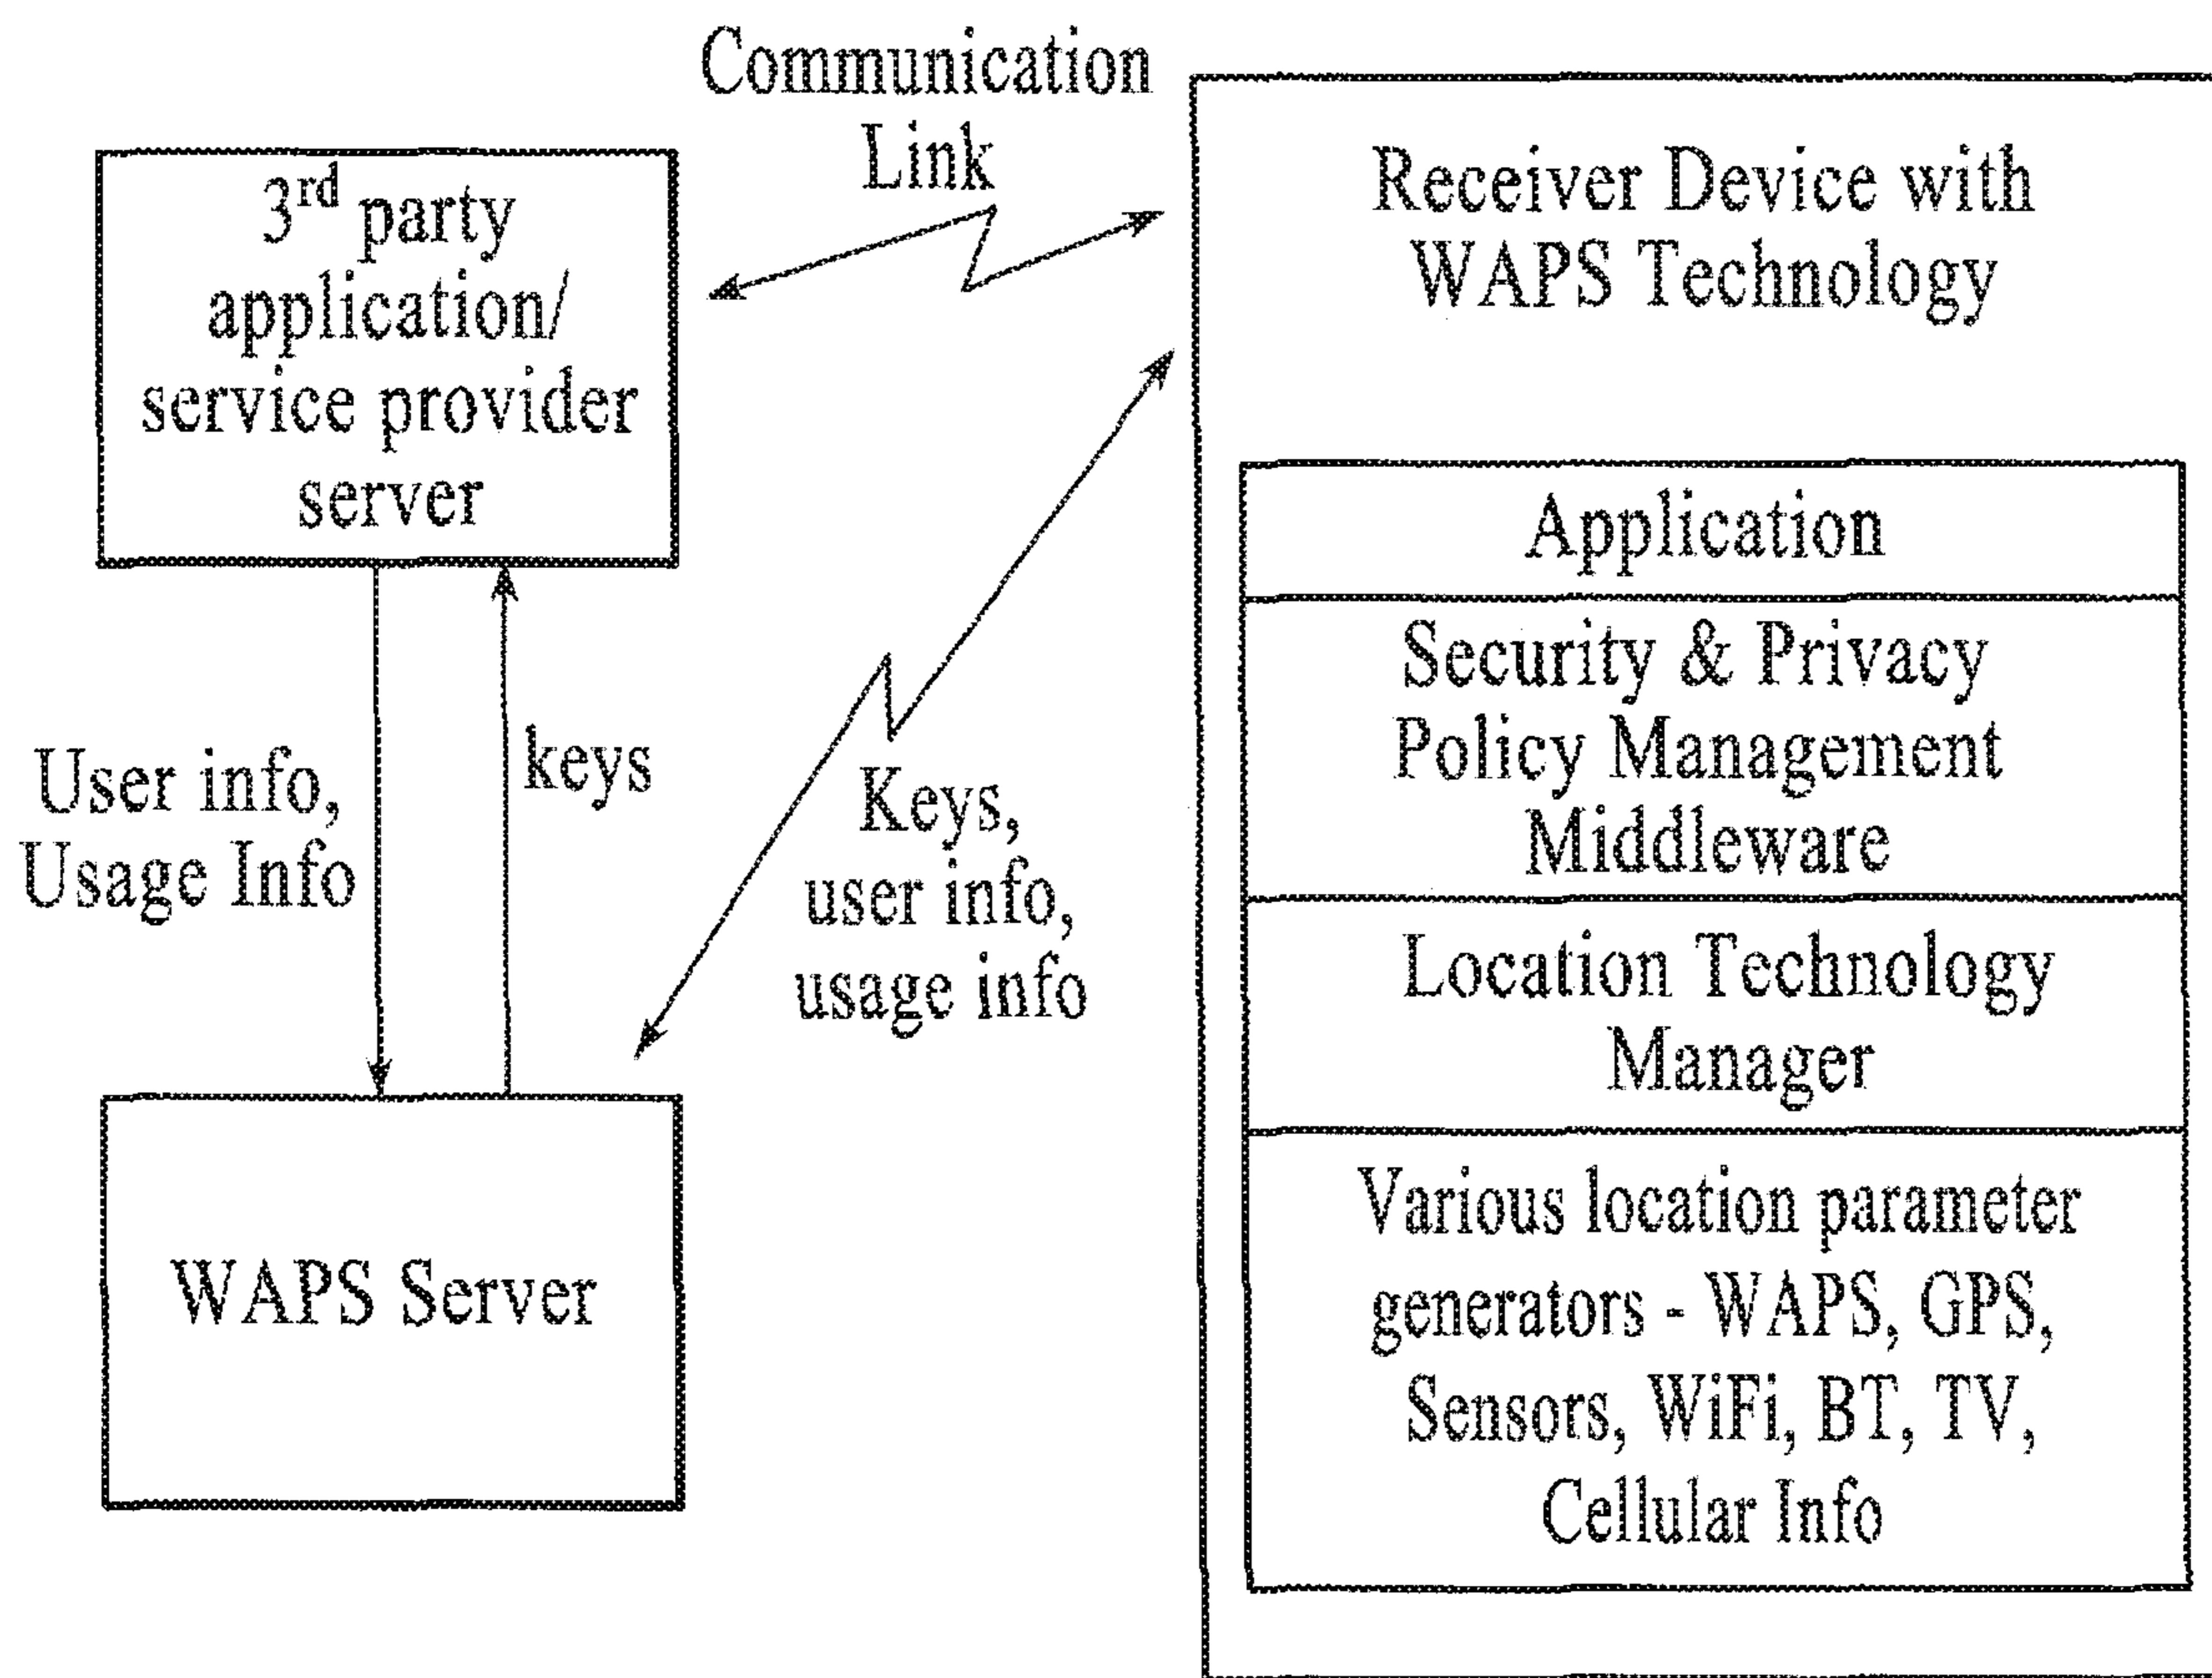 Communication
Link
3rd party
application/
service provider
server
Receiver Device with
WAPS Technology
Application
Security & Privacy
Policy Management
Middleware
Location Technology
Manager
Various location parameter
generators - WAPS, GPS,
Sensors, WiFi, BT, TV,
Cellular Info
User info,
Usage Info
keys
Keys,
user info,
usage info
WAPS Server